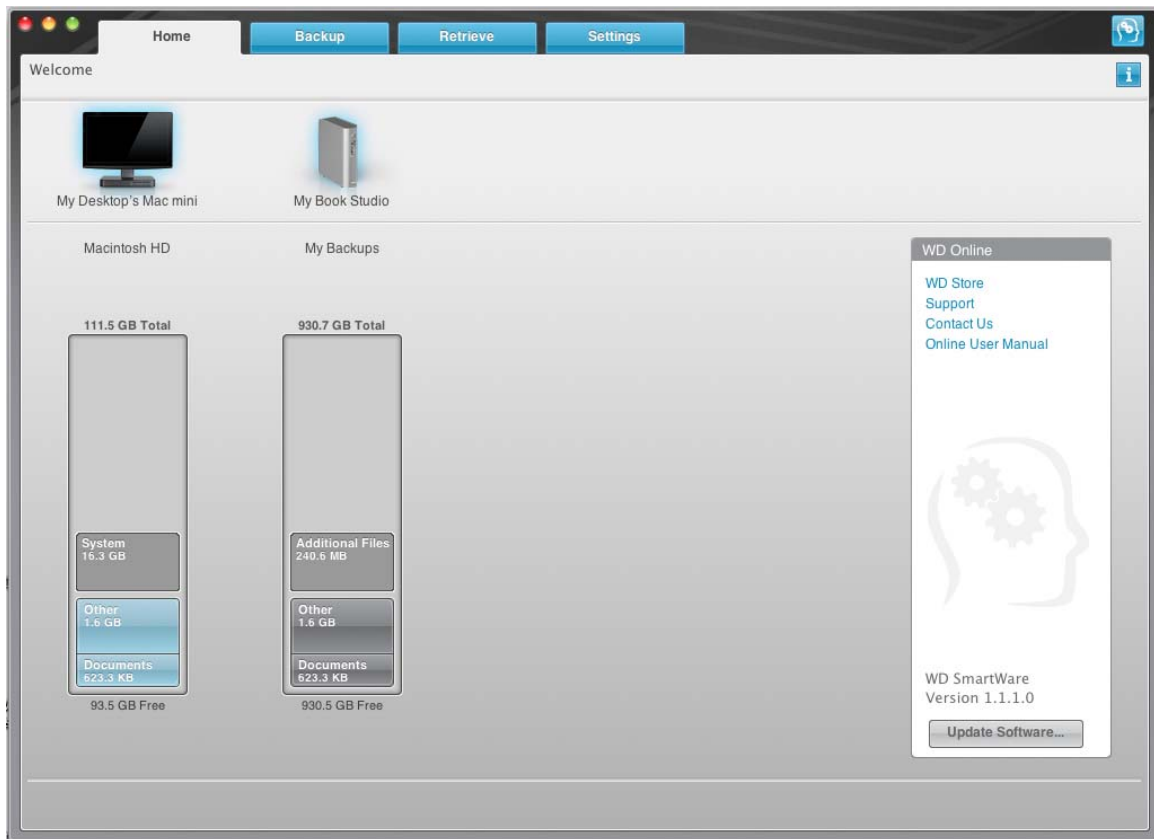 Home
Backup
Retrieve
Settings
Welcome
i
My Desktop's Mac mini
My Book Studio
Macintosh HD
My Backups
111.5 GB Total
930.7 GB Total
System
16.3 GB
Other
1.6 GB
Documents
623.3 KB
93.5 GB Free
Additional Files
240.6 MB
Other
1.6 GB
Documents
623.3 KB
930.5 GB Free
WD Online
WD Store
Support
Contact Us
Online User Manual
WD SmartWare
Version 1.1.1.0
Update Software...